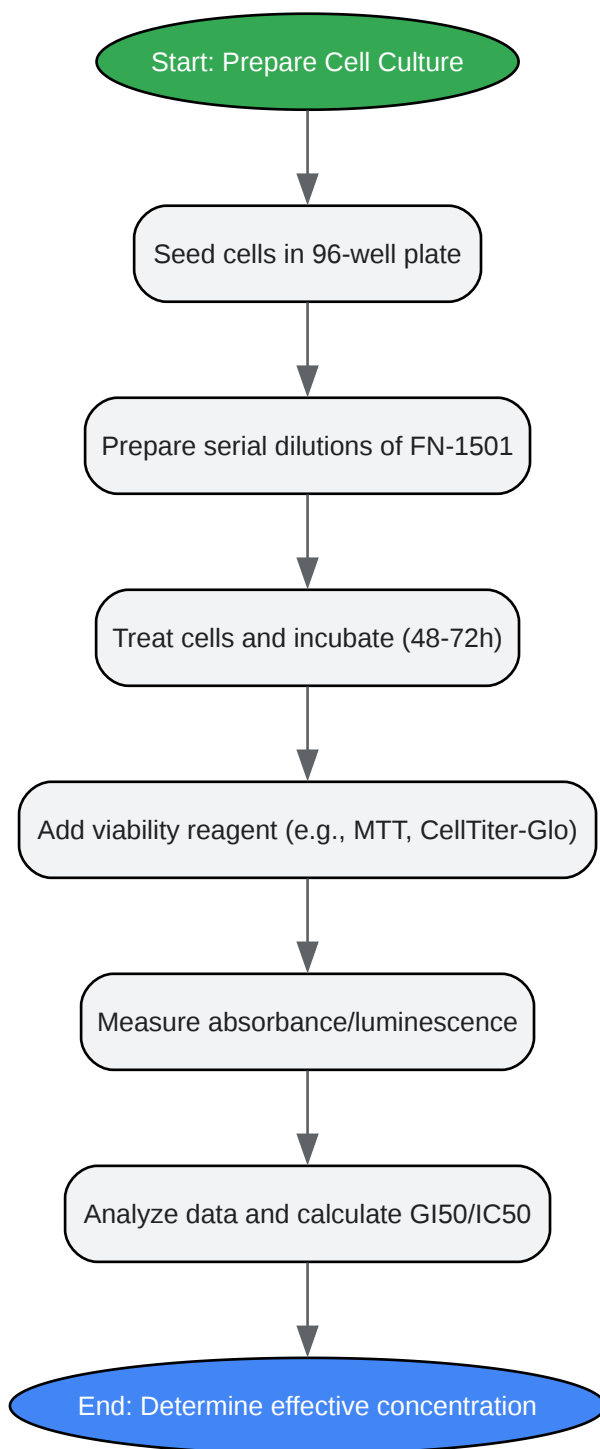 Start: Prepare Cell Culture
Seed cells in 96-well plate
Prepare serial dilutions of FN-1501
Treat cells and incubate (48-72h)
Add viability reagent (e.g., MTT, CellTiter-Glo)
Measure absorbance/luminescence
Analyze data and calculate GI50/IC50
End: Determine effective concentration